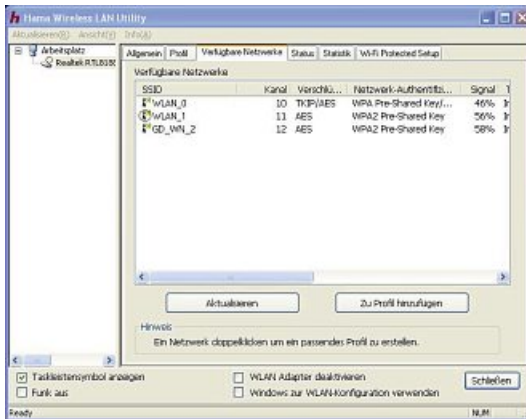 Hama Wireless LAN Utility
Aktualisieren(R) Ansicht(V) Info(A)
Arbeitsplatz
Realtek RTL8188
Allgemein Profil Verfügbare Netzwerke Status Statistik Wi-Fi Protected Setup
Verfügbare Netzwerke
SSID Kanal Verschlü... Netzwerk-Authentifizi... Signal T
WLAN_0 10 TKIP/AES WPA Pre-Shared Key/... 46% Ir
WLAN_1 11 AES WPA2 Pre-Shared Key 56% Ir
GD_WN_2 12 AES WPA2 Pre-Shared Key 58% Ir
Aktualisieren Zu Profil hinzufügen
Hinweis
Ein Netzwerk doppelklicken um ein passendes Profil zu erstellen.
Taskleistensymbol anzeigen WLAN Adapter deaktivieren
Funk aus Windows zur WLAN-Konfiguration verwenden
Schließen
Ready NUM